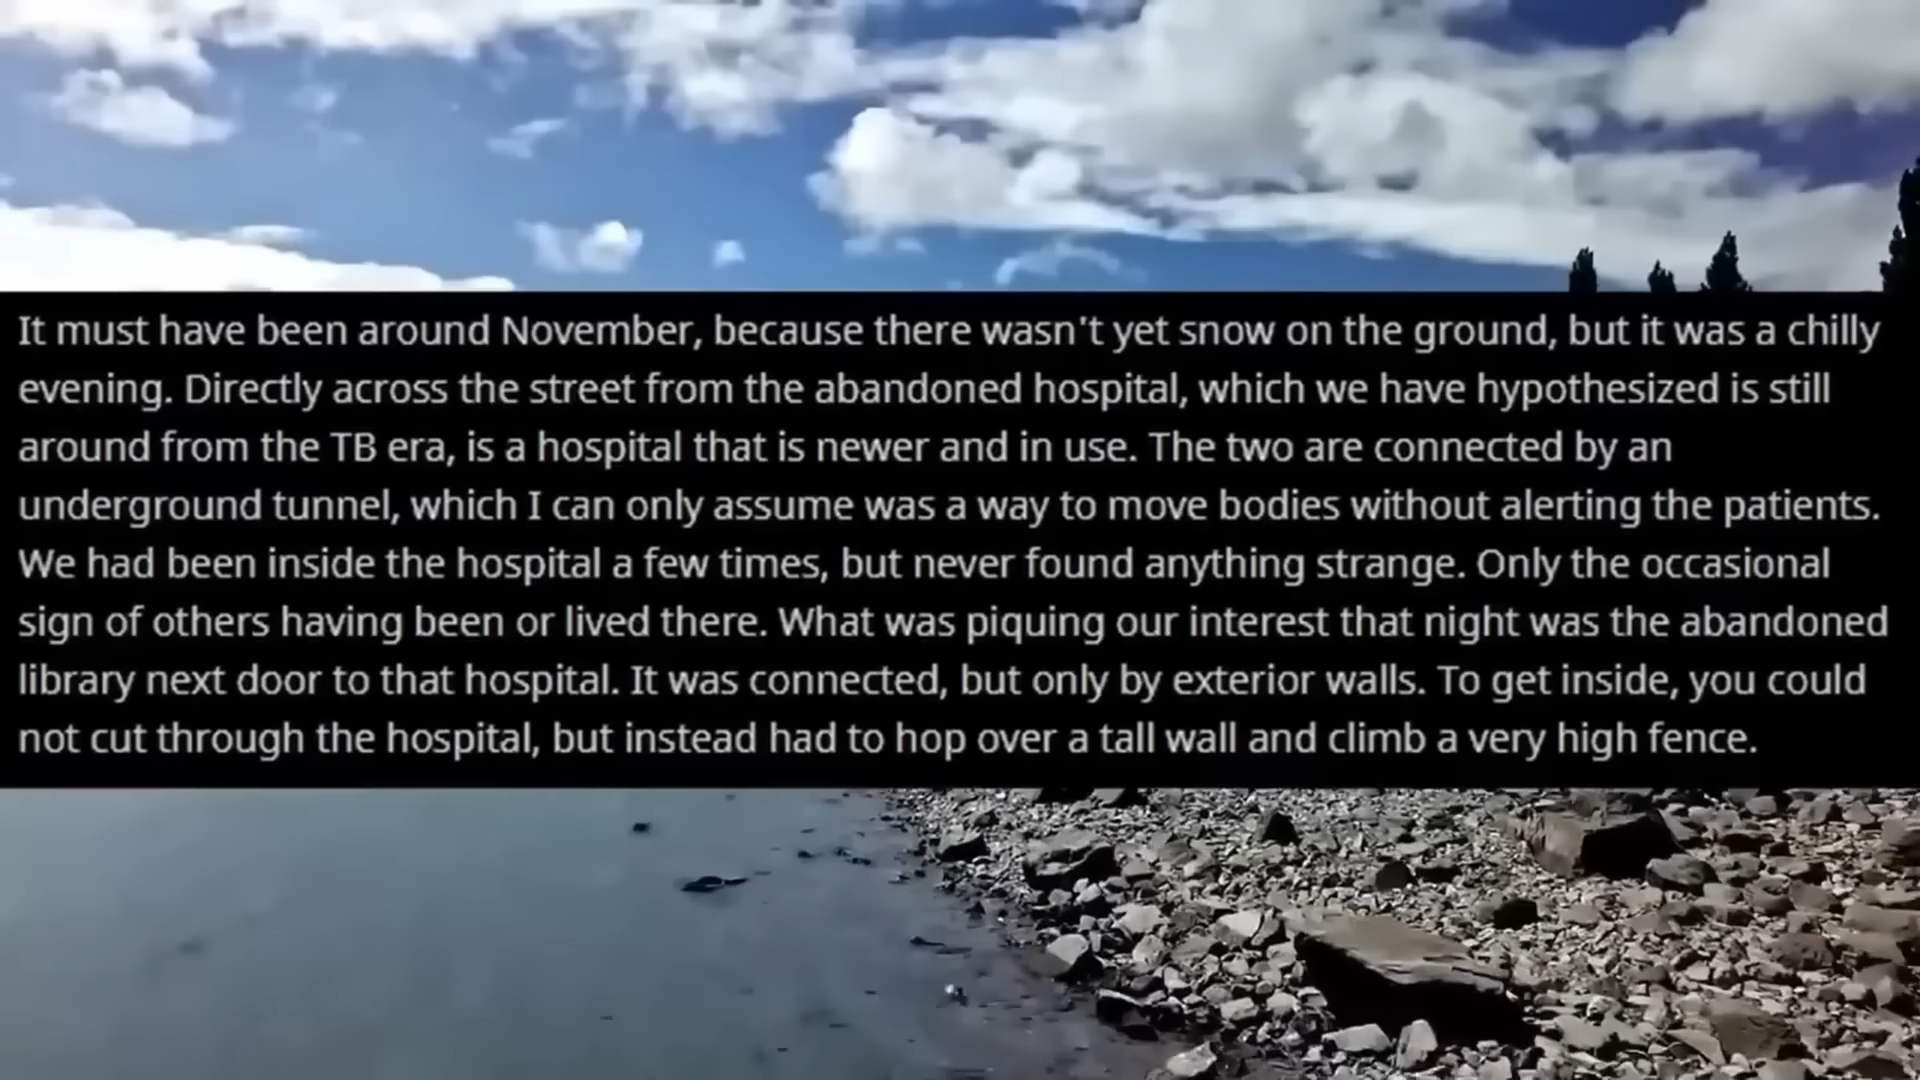 It must have been around November, because there wasn't yet snow on the ground, but it was a chilly
evening. Directly across the street from the abandoned hospital, which we have hypothesized is still
around from the TB era, is a hospital that is newer and in use. The two are connected by an
underground tunnel, which I can only assume was a way to move bodies without alerting the patients.
We had been inside the hospital a few times, but never found anything strange. Only the occasional
sign of others having been or lived there. What was piquing our interest that night was the abandoned
library next door to that hospital. It was connected, but only by exterior walls. To get inside, you could
not cut through the hospital, but instead had to hop over a tall wall and climb a very high fence.